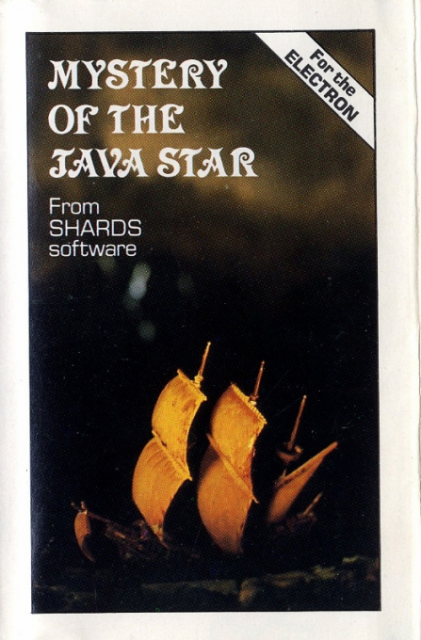 MYSTERY
OF THE
JAVA STAR
From
SHARDS
software
For the
ELECTRON